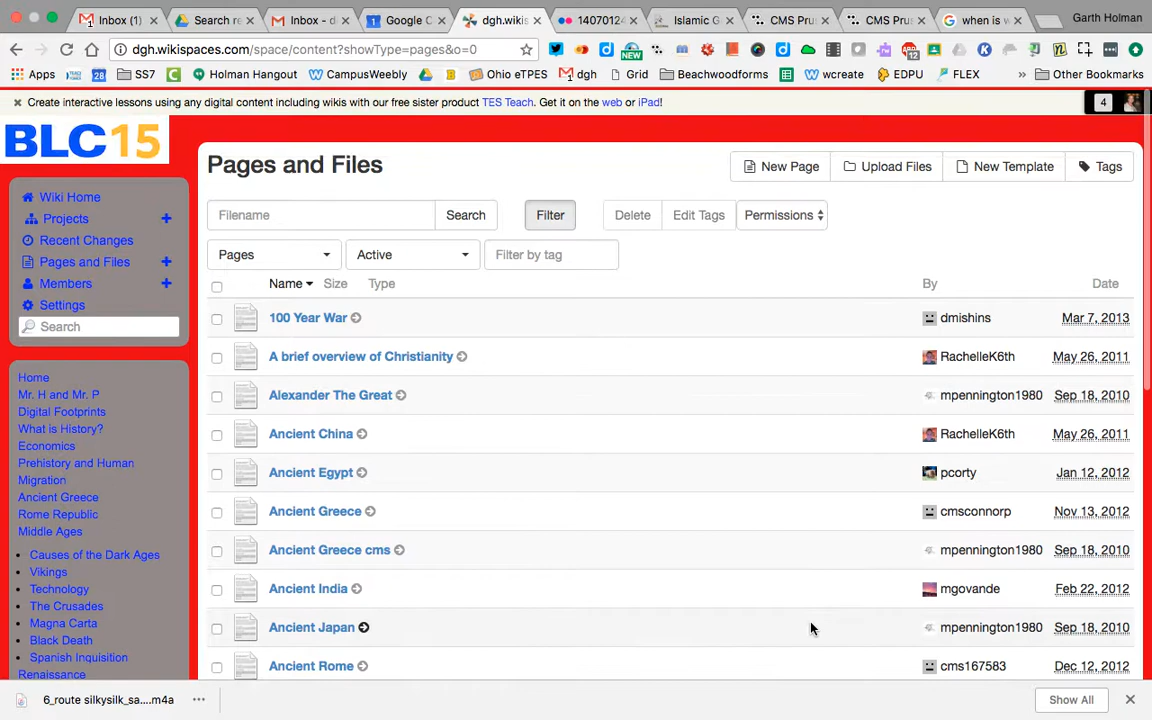 Inbox (1)
Search re
Inbox - d
Google C
dgh.wikis
14070124
Islamic G
CMS Prus
CMS Prus
when is w
Garth Holman
dgh.wikispaces.com/space/content?showType=pages&o=0
Apps
SS7
Holman Hangout
CampusWeebly
Ohio eTPES
dgh
Grid
Beachwoodforms
wcreate
EDPU
FLEX
»
Other Bookmarks
Create interactive lessons using any digital content including wikis with our free sister product TES Teach. Get it on the web or iPad!
4
BLC15
Pages and Files
New Page
Upload Files
New Template
Tags
Wiki Home
Projects
Recent Changes
Pages and Files
Members
Settings
Search
Filename
Search
Filter
Delete
Edit Tags
Permissions
Pages
Active
Filter by tag
Name
Size
Type
By
Date
100 Year War
dmishins
Mar 7, 2013
A brief overview of Christianity
RachelleK6th
May 26, 2011
Alexander The Great
mpennington1980
Sep 18, 2010
Ancient China
RachelleK6th
May 26, 2011
Ancient Egypt
pcorty
Jan 12, 2012
Ancient Greece
cmsconnorp
Nov 13, 2012
Ancient Greece cms
mpennington1980
Sep 18, 2010
Ancient India
mgovande
Feb 22, 2012
Ancient Japan
mpennington1980
Sep 18, 2010
Ancient Rome
cms167583
Dec 12, 2012
Home
Mr. H and Mr. P
Digital Footprints
What is History?
Economics
Prehistory and Human
Migration
Ancient Greece
Rome Republic
Middle Ages
Causes of the Dark Ages
Vikings
Technology
The Crusades
Magna Carta
Black Death
Spanish Inquisition
Renaissance
6_route silkysilk_sa....m4a
Show All